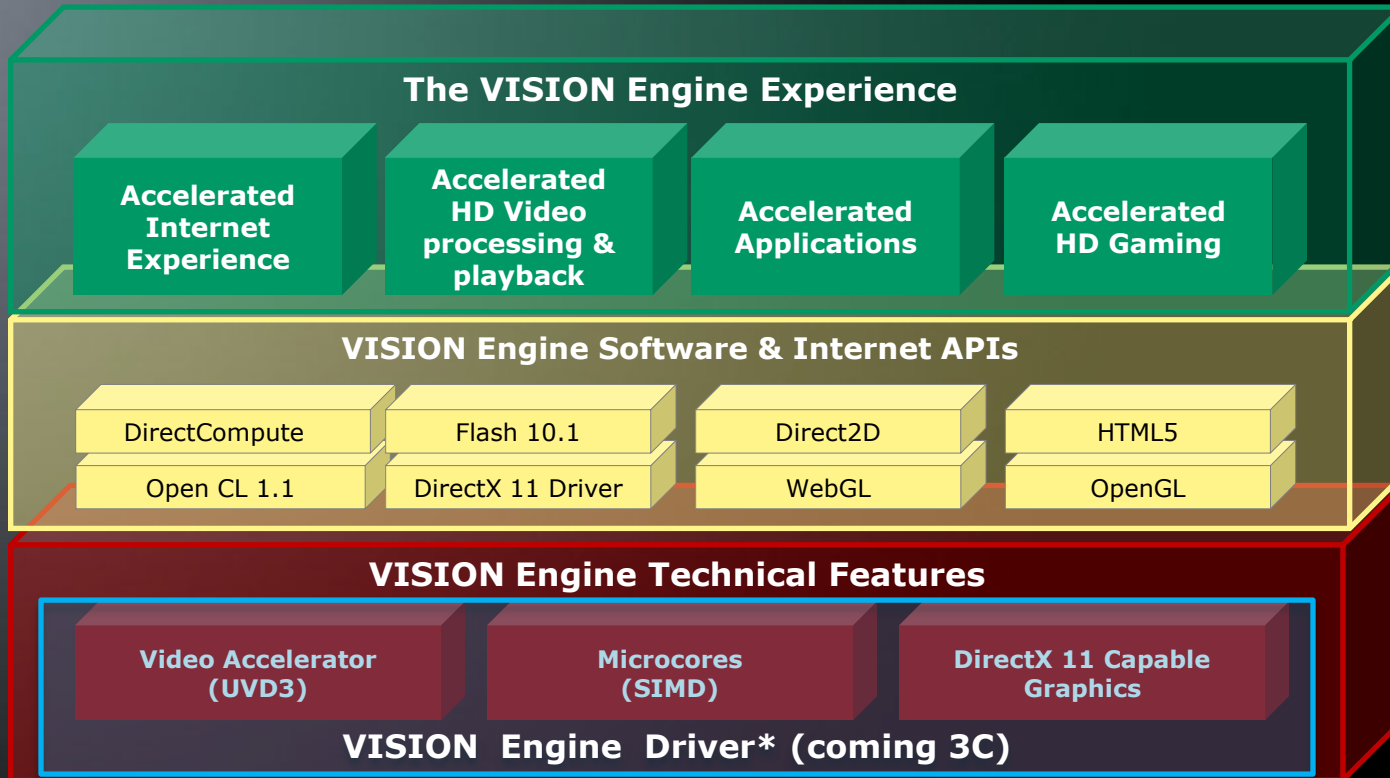 The VISION Engine Experience
Accelerated
Internet
Experience
Accelerated
HD Video
processing &
playback
Accelerated
Applications
Accelerated
HD Gaming
VISION Engine Software & Internet APIs
DirectCompute
Flash 10.1
Direct2D
HTML5
Open CL 1.1
DirectX 11 Driver
WebGL
OpenGL
VISION Engine Technical Features
Video Accelerator
(UVD3)
Microcores
(SIMD)
DirectX 11 Capable
Graphics
VISION Engine Driver* (coming 3C)